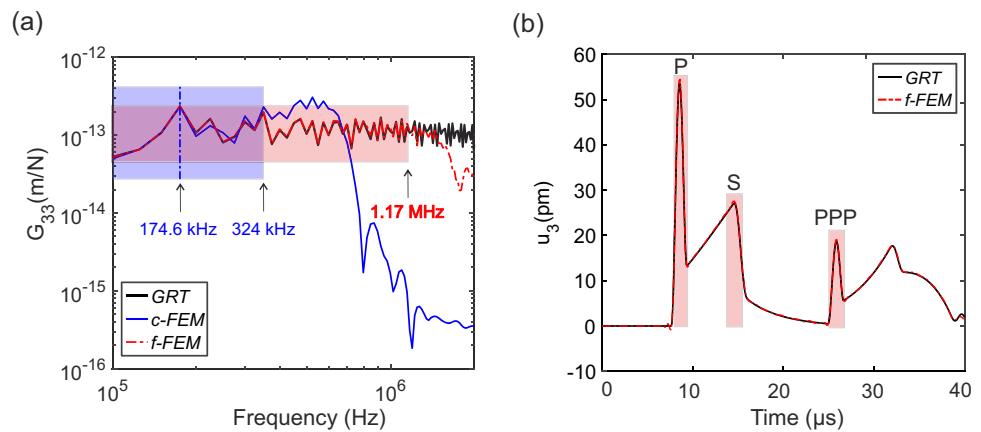 (a)
10^-12
10^-13
10^-14
10^-15
10^-16
G_33(m/N)
174.6 kHz
324 kHz
1.17 MHz
GRT
c-FEM
f-FEM
10^5
10^6
Frequency (Hz)
(b)
60
50
40
30
20
10
0
-10
u_3(pm)
P
S
PPP
GRT
f-FEM
0
10
20
30
40
Time (µs)